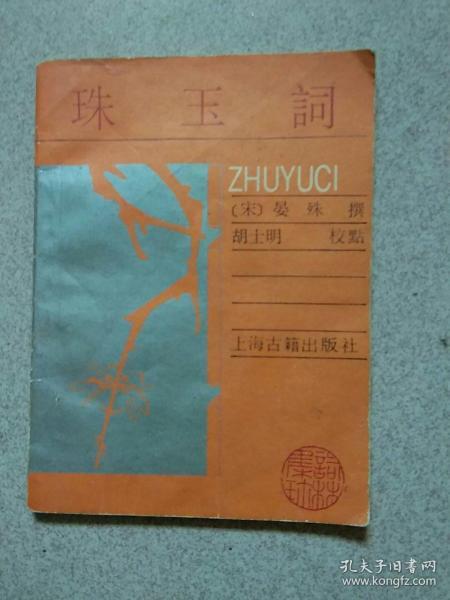 珠玉詞
ZHUYUCI
〔宋〕晏殊 撰
胡士明 校點
上海古籍出版社
孔夫子旧书网
www.kongfz.com